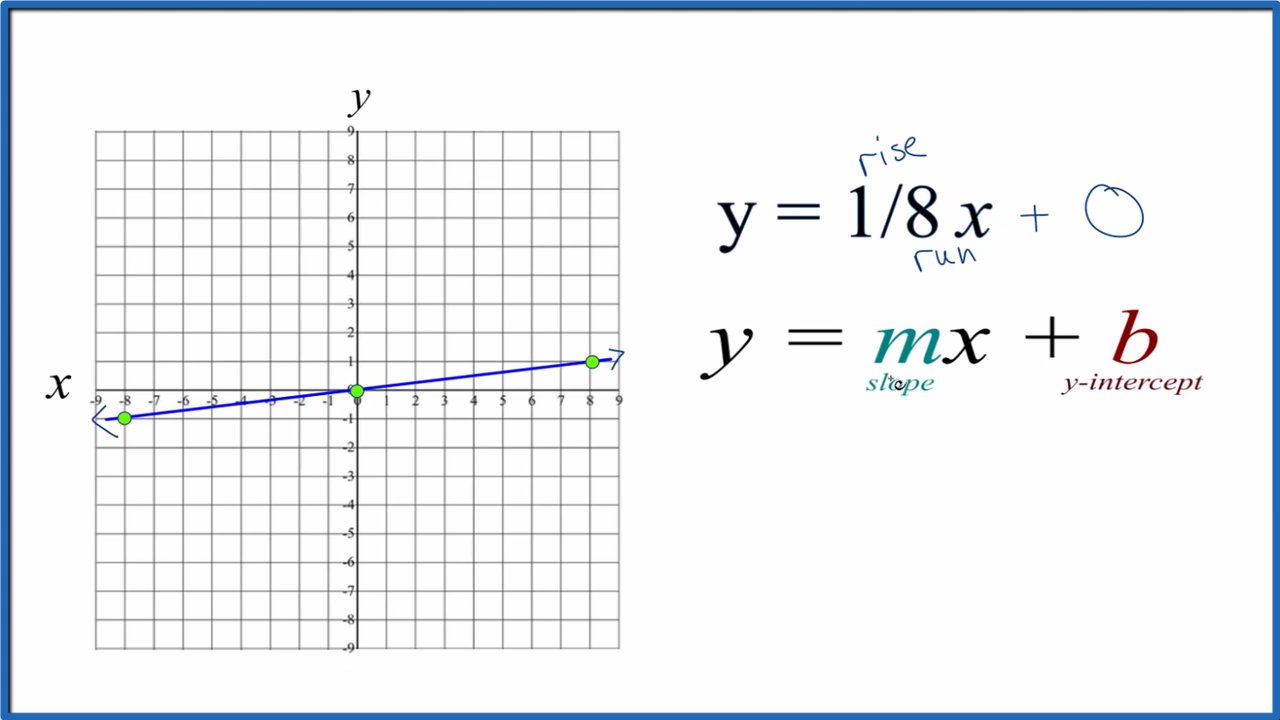 y
9
8
7
6
5
4
3
2
1
x
-9 -8 -7 -6 -5 -4 -3 -2 -1 0 1 2 3 4 5 6 7 8 9
-1
-2
-3
-4
-5
-6
-7
-8
-9
rise
y = 1/8 x + 0
run
y = mx + b
slope y-intercept